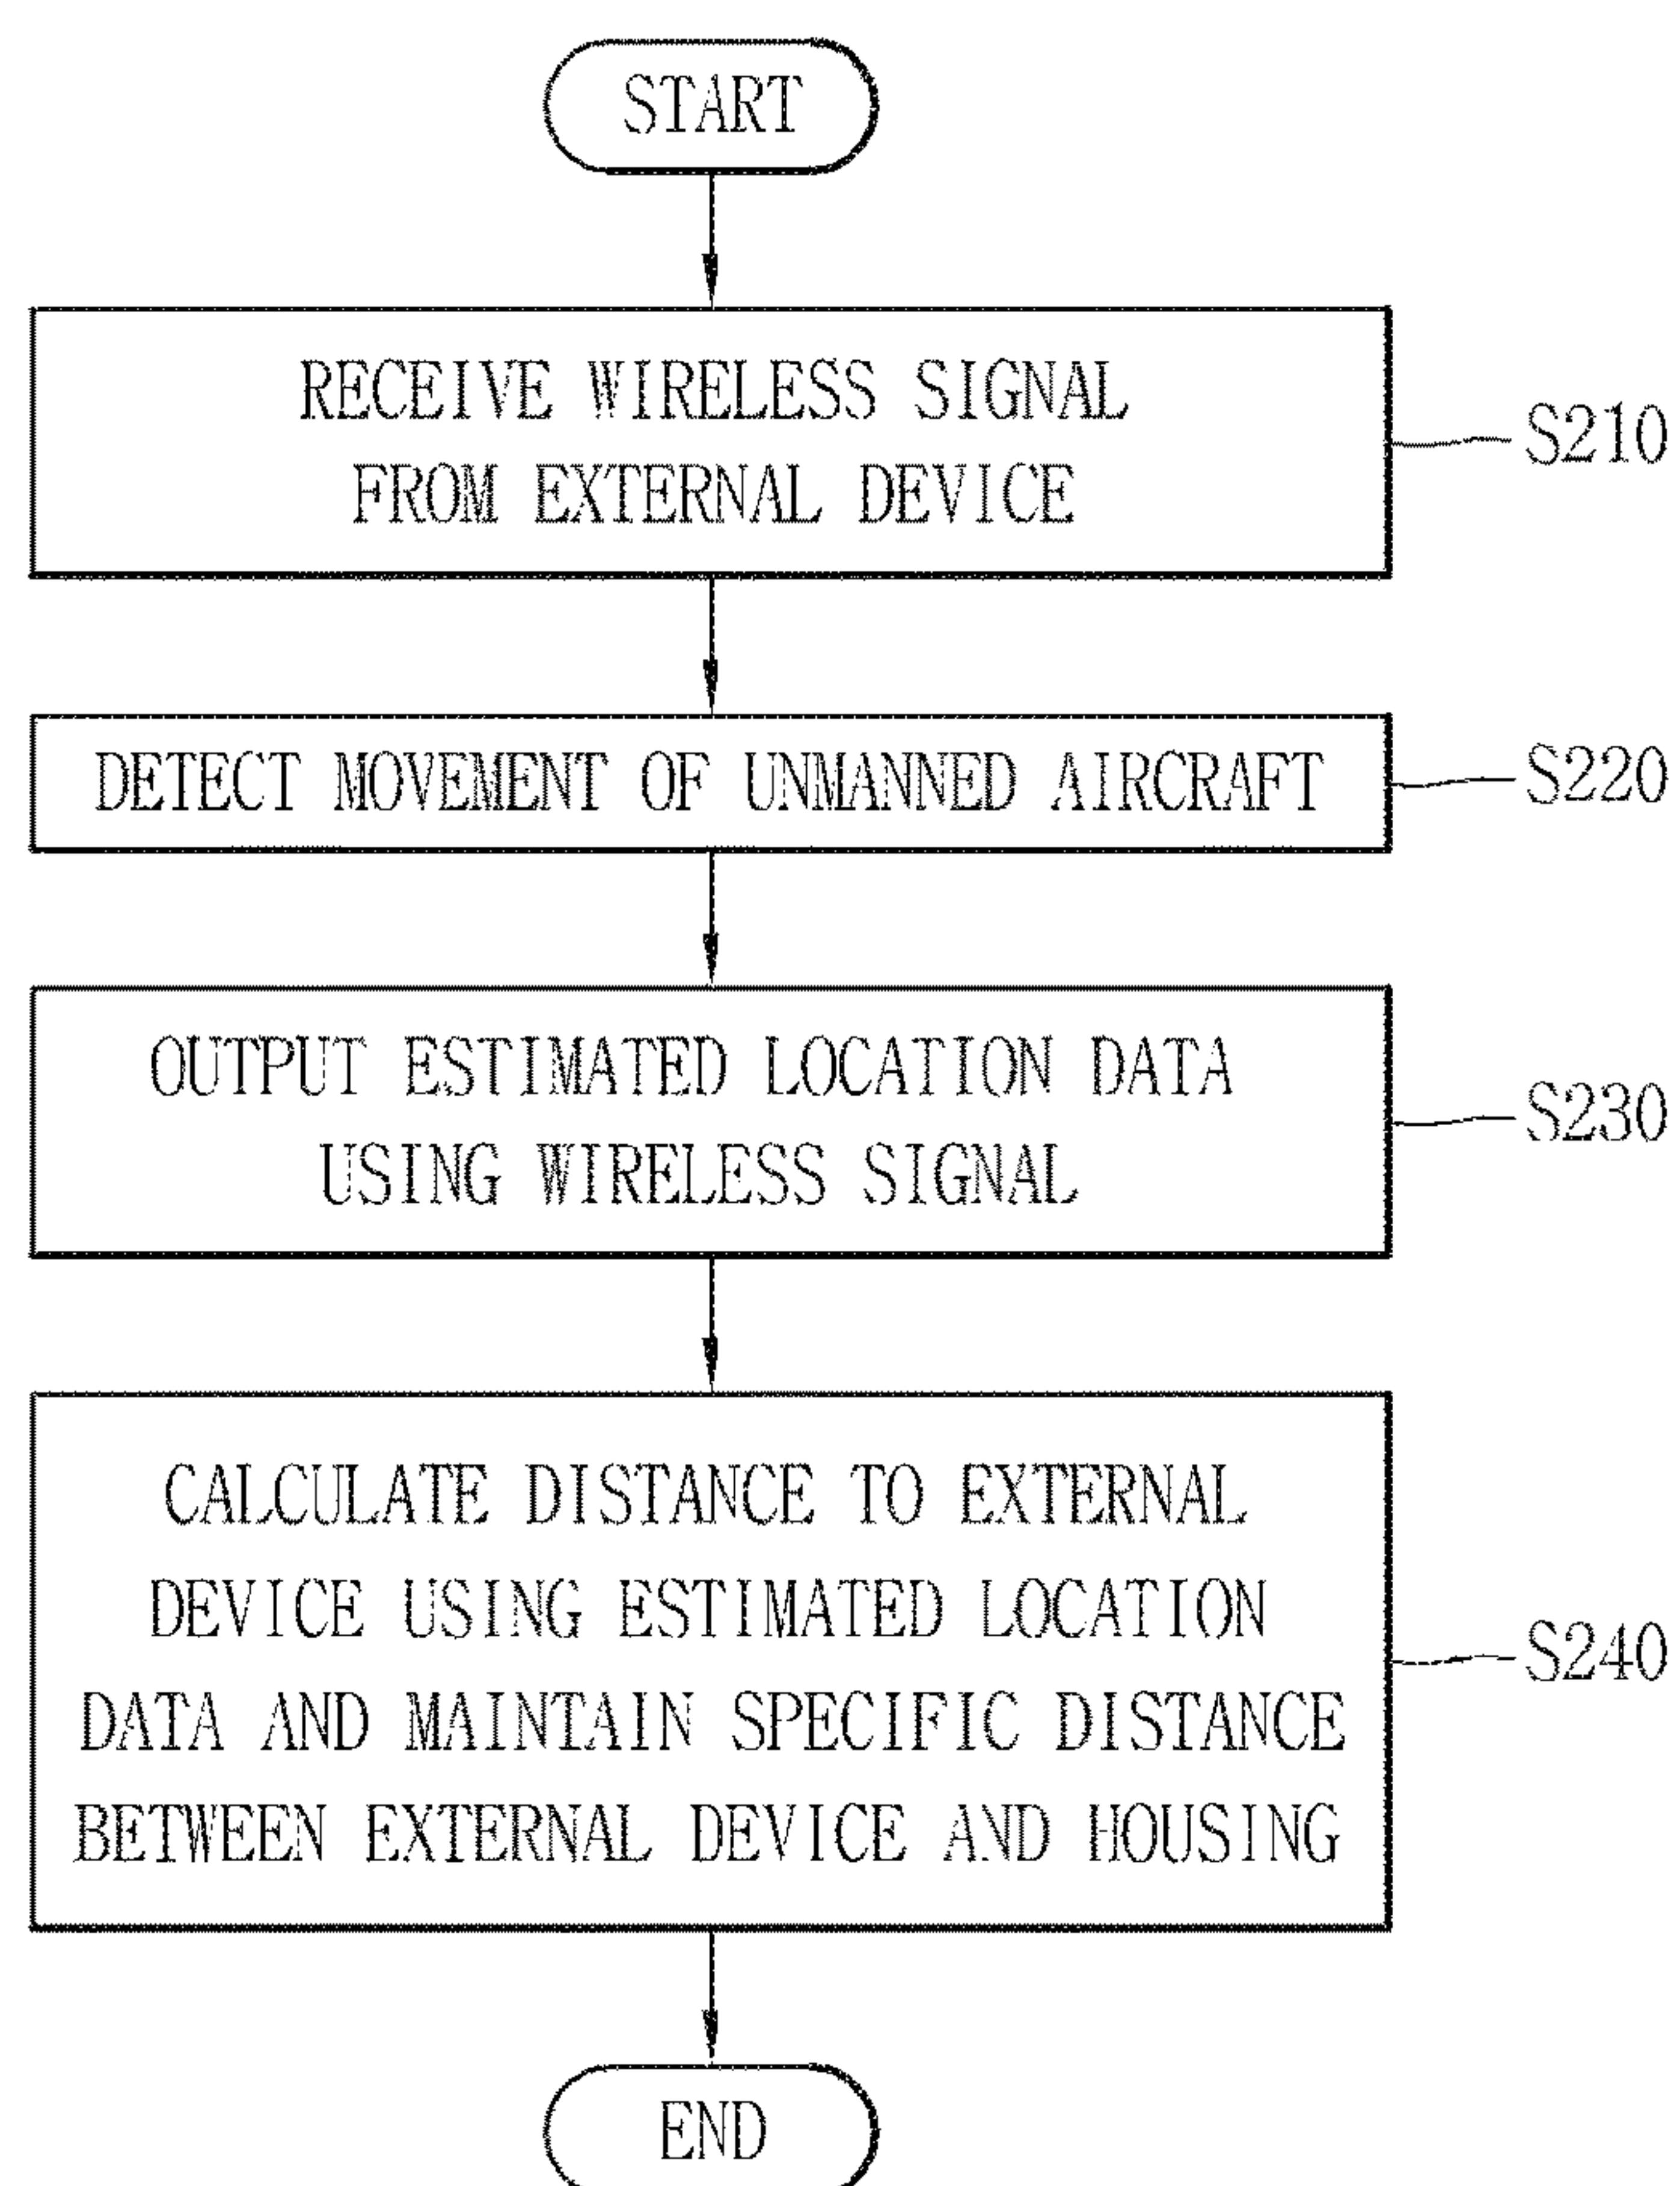 START
RECEIVE WIRELESS SIGNAL
FROM EXTERNAL DEVICE
S210
DETECT MOVEMENT OF UNMANNED AIRCRAFT
S220
OUTPUT ESTIMATED LOCATION DATA
USING WIRELESS SIGNAL
S230
CALCULATE DISTANCE TO EXTERNAL
DEVICE USING ESTIMATED LOCATION
DATA AND MAINTAIN SPECIFIC DISTANCE
BETWEEN EXTERNAL DEVICE AND HOUSING
S240
END